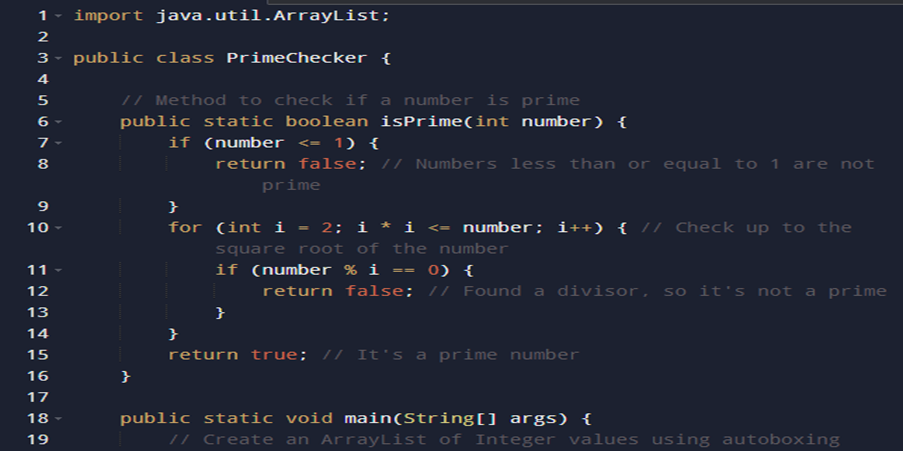 1 import java.util.ArrayList;
2
3 public class PrimeChecker {
4
5 // Method to check if a number is prime
6 public static boolean isPrime(int number) {
7 if (number <= 1) {
8 return false; // Numbers less than or equal to 1 are not
prime
9 }
10 for (int i = 2; i * i <= number; i++) { // Check up to the
square root of the number
11 if (number % i == 0) {
12 return false; // Found a divisor, so it's not a prime
13 }
14 }
15 return true; // It's a prime number
16 }
17
18 public static void main(String[] args) {
19 // Create an ArrayList of Integer values using autoboxing